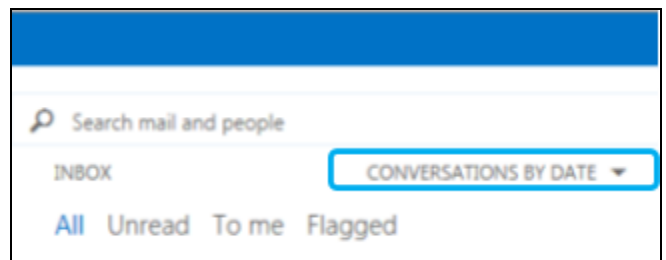 Search mail and people
INBOX CONVERSATIONS BY DATE
All Unread To me Flagged